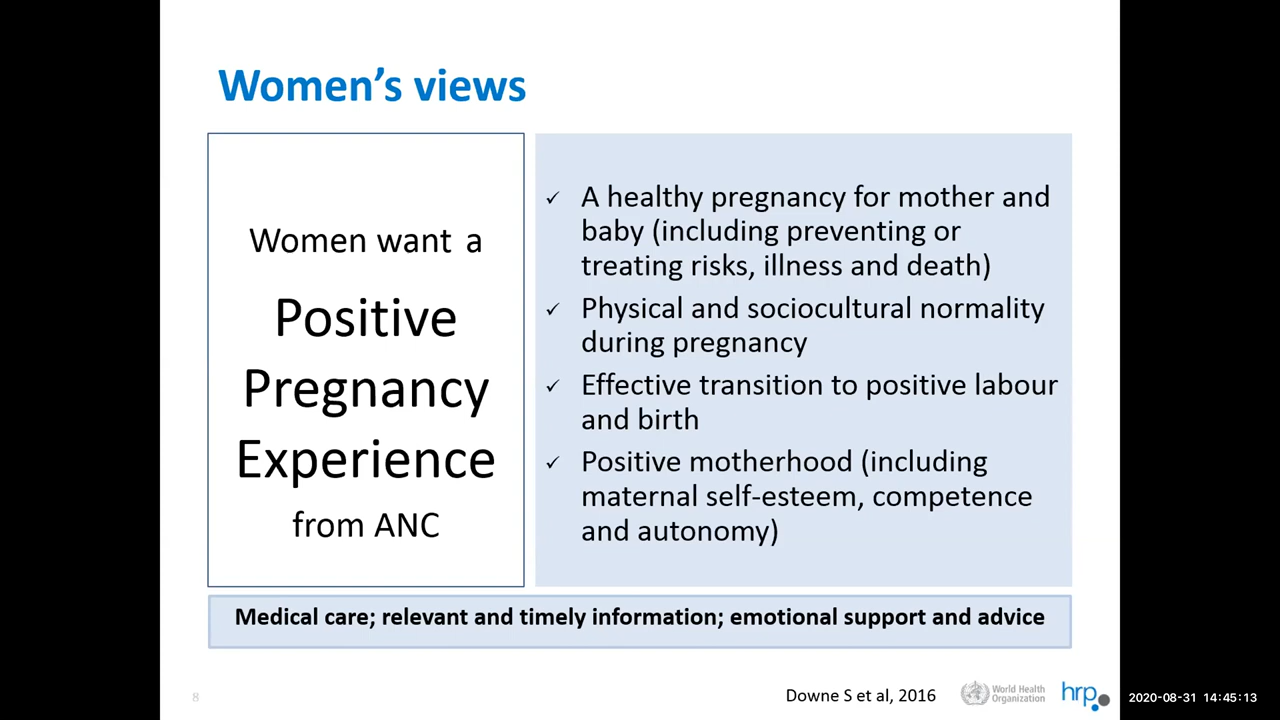 Women’s views
Women want a
Positive
Pregnancy
Experience
from ANC
✓ A healthy pregnancy for mother and
baby (including preventing or
treating risks, illness and death)
✓ Physical and sociocultural normality
during pregnancy
✓ Effective transition to positive labour
and birth
✓ Positive motherhood (including
maternal self-esteem, competence
and autonomy)
Medical care; relevant and timely information; emotional support and advice
8
Downe S et al, 2016
World Health
Organization
hrp
2020-08-31 14:45:13